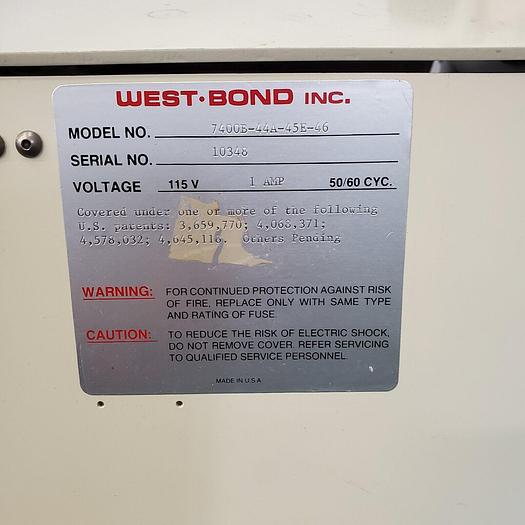 WEST·BOND INC.
MODEL NO. 7400B-44A-45E-46
SERIAL NO. 10348
VOLTAGE 115 V 1 AMP 50/60 CYC.
Covered under one or more of the following
U.S. patents: 3,659,770; 4,068,371;
4,578,032; 4,645,118. Others Pending
WARNING: FOR CONTINUED PROTECTION AGAINST RISK
OF FIRE, REPLACE ONLY WITH SAME TYPE
AND RATING OF FUSE.
CAUTION: TO REDUCE THE RISK OF ELECTRIC SHOCK,
DO NOT REMOVE COVER. REFER SERVICING
TO QUALIFIED SERVICE PERSONNEL.
MADE IN U.S.A